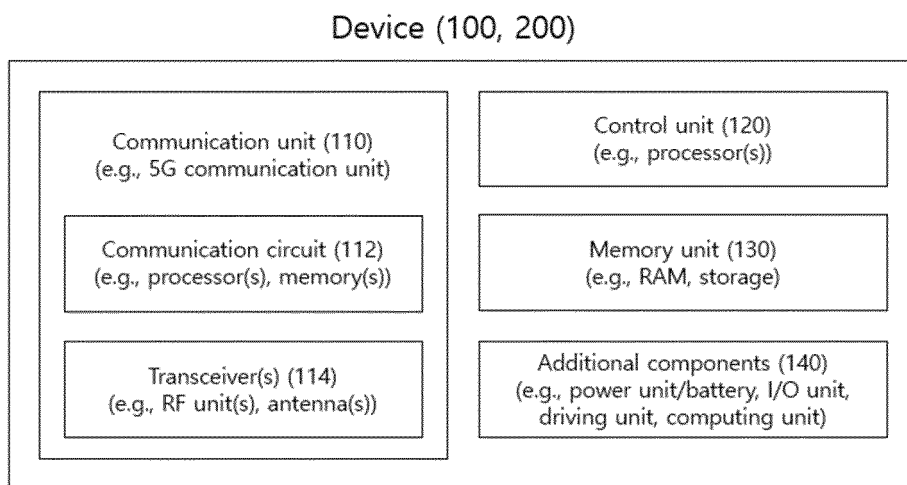 Device (100, 200)
Communication unit (110)
(e.g., 5G communication unit)
Communication circuit (112)
(e.g., processor(s), memory(s))
Transceiver(s) (114)
(e.g., RF unit(s), antenna(s))
Control unit (120)
(e.g., processor(s))
Memory unit (130)
(e.g., RAM, storage)
Additional components (140)
(e.g., power unit/battery, I/O unit,
driving unit, computing unit)